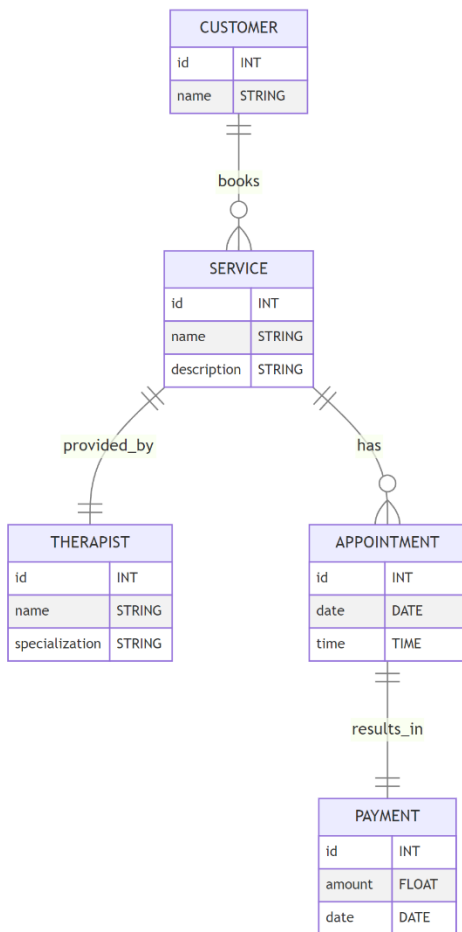 CUSTOMER
id INT
name STRING
books
SERVICE
id INT
name STRING
description STRING
provided_by has
THERAPIST APPOINTMENT
id INT id INT
name STRING date DATE
specialization STRING time TIME
results_in
PAYMENT
id INT
amount FLOAT
date DATE